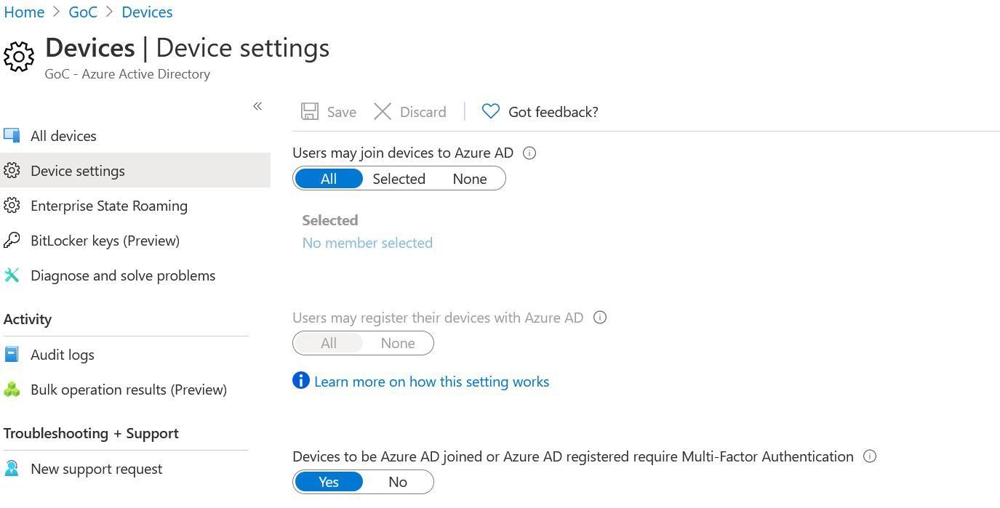 Home > GoC > Devices
Devices | Device settings
GoC - Azure Active Directory
«
All devices
Device settings
Enterprise State Roaming
BitLocker keys (Preview)
Diagnose and solve problems
Activity
Audit logs
Bulk operation results (Preview)
Troubleshooting + Support
New support request
Save Discard | Got feedback?
Users may join devices to Azure AD
All Selected None
Selected
No member selected
Users may register their devices with Azure AD
All None
Learn more on how this setting works
Devices to be Azure AD joined or Azure AD registered require Multi-Factor Authentication
Yes No